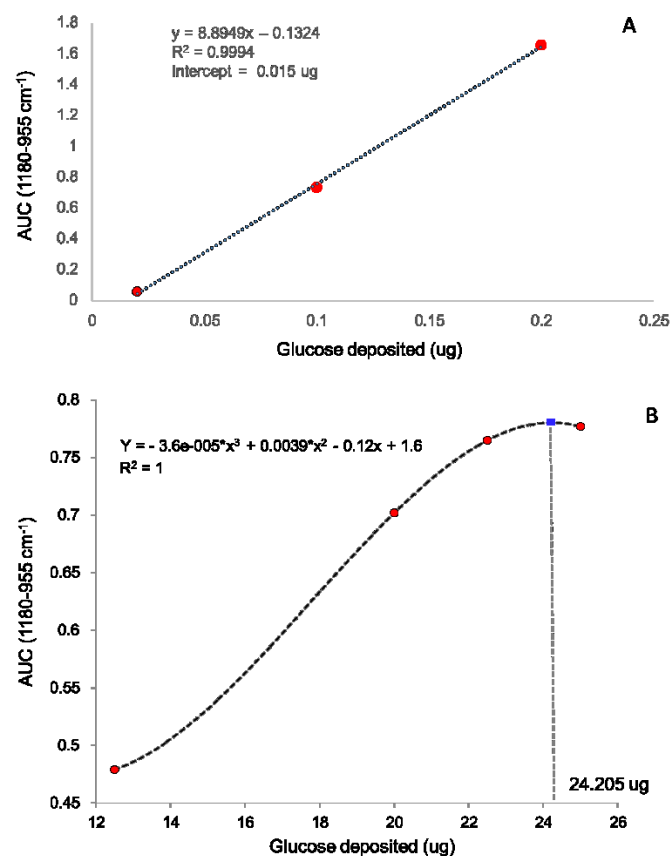 A
y = 8.8949x – 0.1324
R² = 0.9994
Intercept = 0.015 ug
AUC (1180-955 cm⁻¹)
1.8
1.6
1.4
1.2
1
0.8
0.6
0.4
0.2
0
0 0.05 0.1 0.15 0.2 0.25
Glucose deposited (ug)
B
Y = - 3.6e-005*x³ + 0.0039*x² - 0.12x + 1.6
R² = 1
AUC (1180-955 cm⁻¹)
0.8
0.75
0.7
0.65
0.6
0.55
0.5
0.45
24.205 ug
12 14 16 18 20 22 24 26
Glucose deposited (ug)